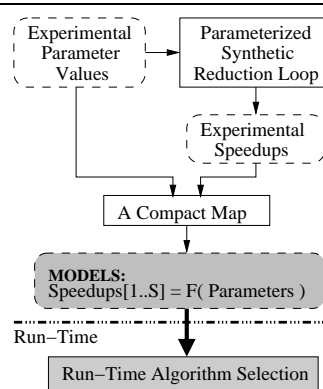 Experimental
Parameter
Values
Parameterized
Synthetic
Reduction Loop
Experimental
Speedups
A Compact Map
MODELS:
Speedups[1..S] = F( Parameters )
Run−Time
Run−Time Algorithm Selection